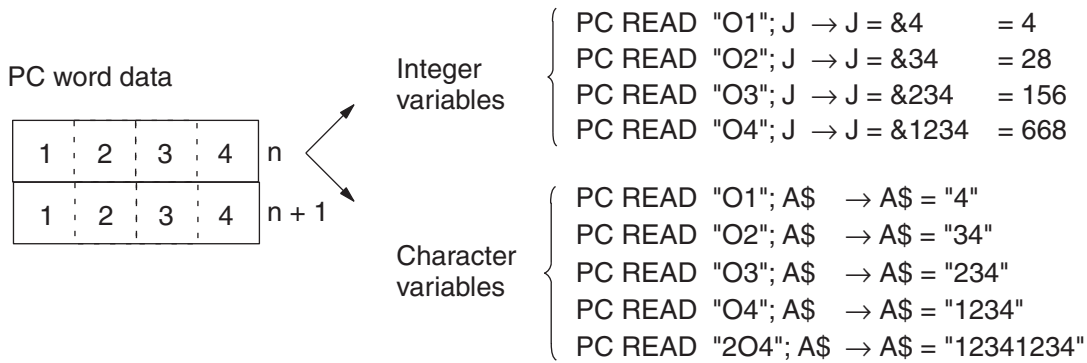 PC word data
1 2 3 4 n
1 2 3 4 n + 1
Integer
variables
PC READ "O1"; J → J = &4 = 4
PC READ "O2"; J → J = &34 = 28
PC READ "O3"; J → J = &234 = 156
PC READ "O4"; J → J = &1234 = 668
Character
variables
PC READ "O1"; A$ → A$ = "4"
PC READ "O2"; A$ → A$ = "34"
PC READ "O3"; A$ → A$ = "234"
PC READ "O4"; A$ → A$ = "1234"
PC READ "2O4"; A$ → A$ = "12341234"